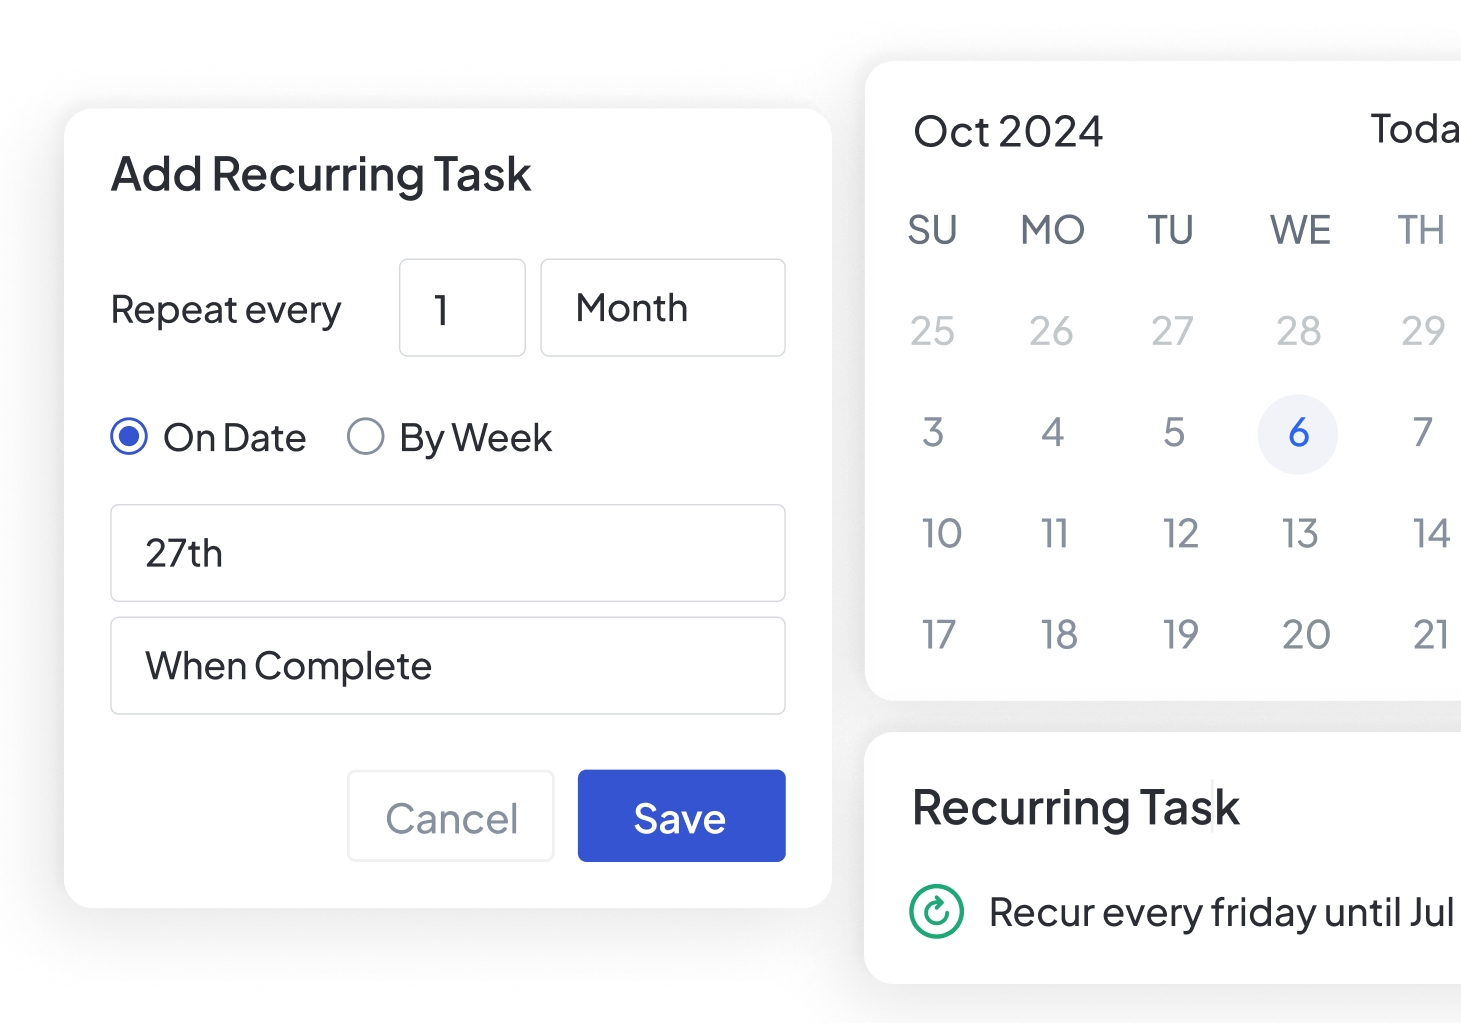 Add Recurring Task
Repeat every 1 Month
On Date By Week
27th
When Complete
Cancel Save
Oct 2024 Toda
SU MO TU WE TH
25 26 27 28 29
3 4 5 6 7
10 11 12 13 14
17 18 19 20 21
Recurring Task
Recur every friday until Jul